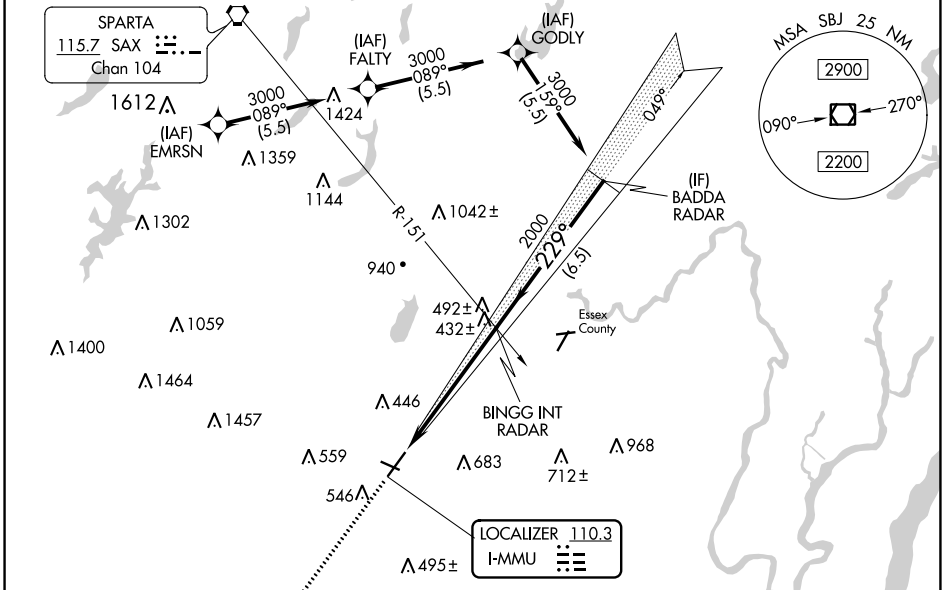 SPARTA
115.7 SAX
Chan 104
(IAF)
FALTY
(IAF)
GODLY
MSA SBJ 25 NM
2900
090°
270°
2200
3000
089°
(5.5)
3000
159°
(5.5)
049°
1612
3000
089°
(5.5)
1424
(IAF)
EMRSN
1359
1144
1302
R-151
1042±
2000
229°
(6.5)
(IF)
BADDA
RADAR
940
492±
432±
Essex
County
1059
1400
1464
446
1457
BINGG INT
RADAR
559
683
968
712±
546
LOCALIZER 110.3
I-MMU
495±